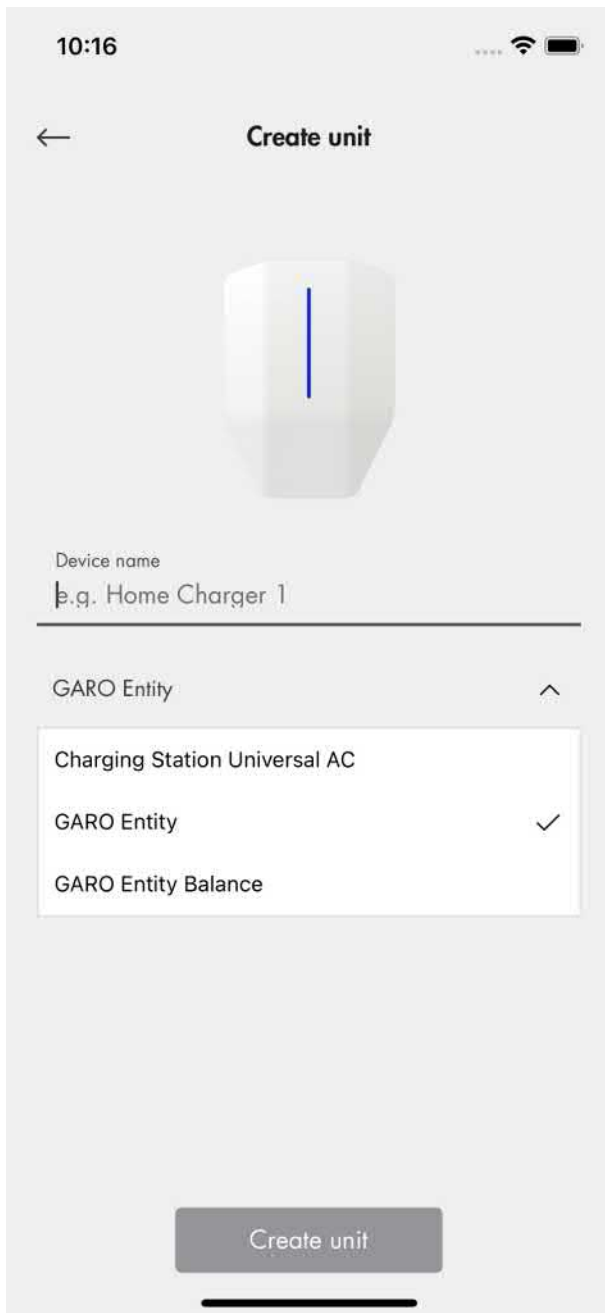 10:16
Create unit
Device name
e.g. Home Charger 1
GARO Entity
Charging Station Universal AC
GARO Entity
GARO Entity Balance
Create unit